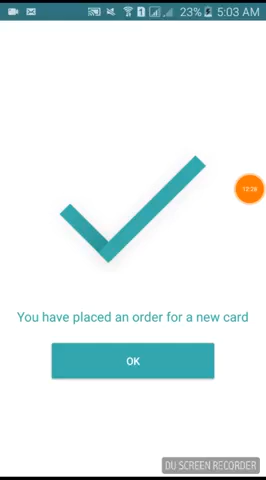 23% 5:03 AM
You have placed an order for a new card
OK
DU SCREEN RECORDER